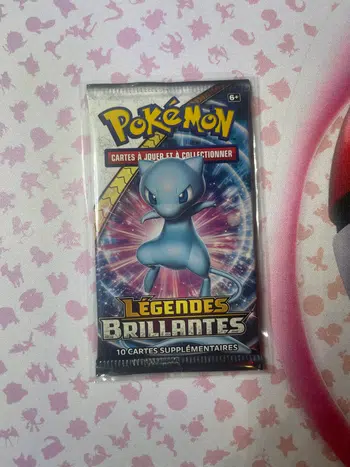 6+
POKÉMON
CARTES À JOUER ET À COLLECTIONNER
LÉGENDES
BRILLANTES
10 CARTES SUPPLÉMENTAIRES